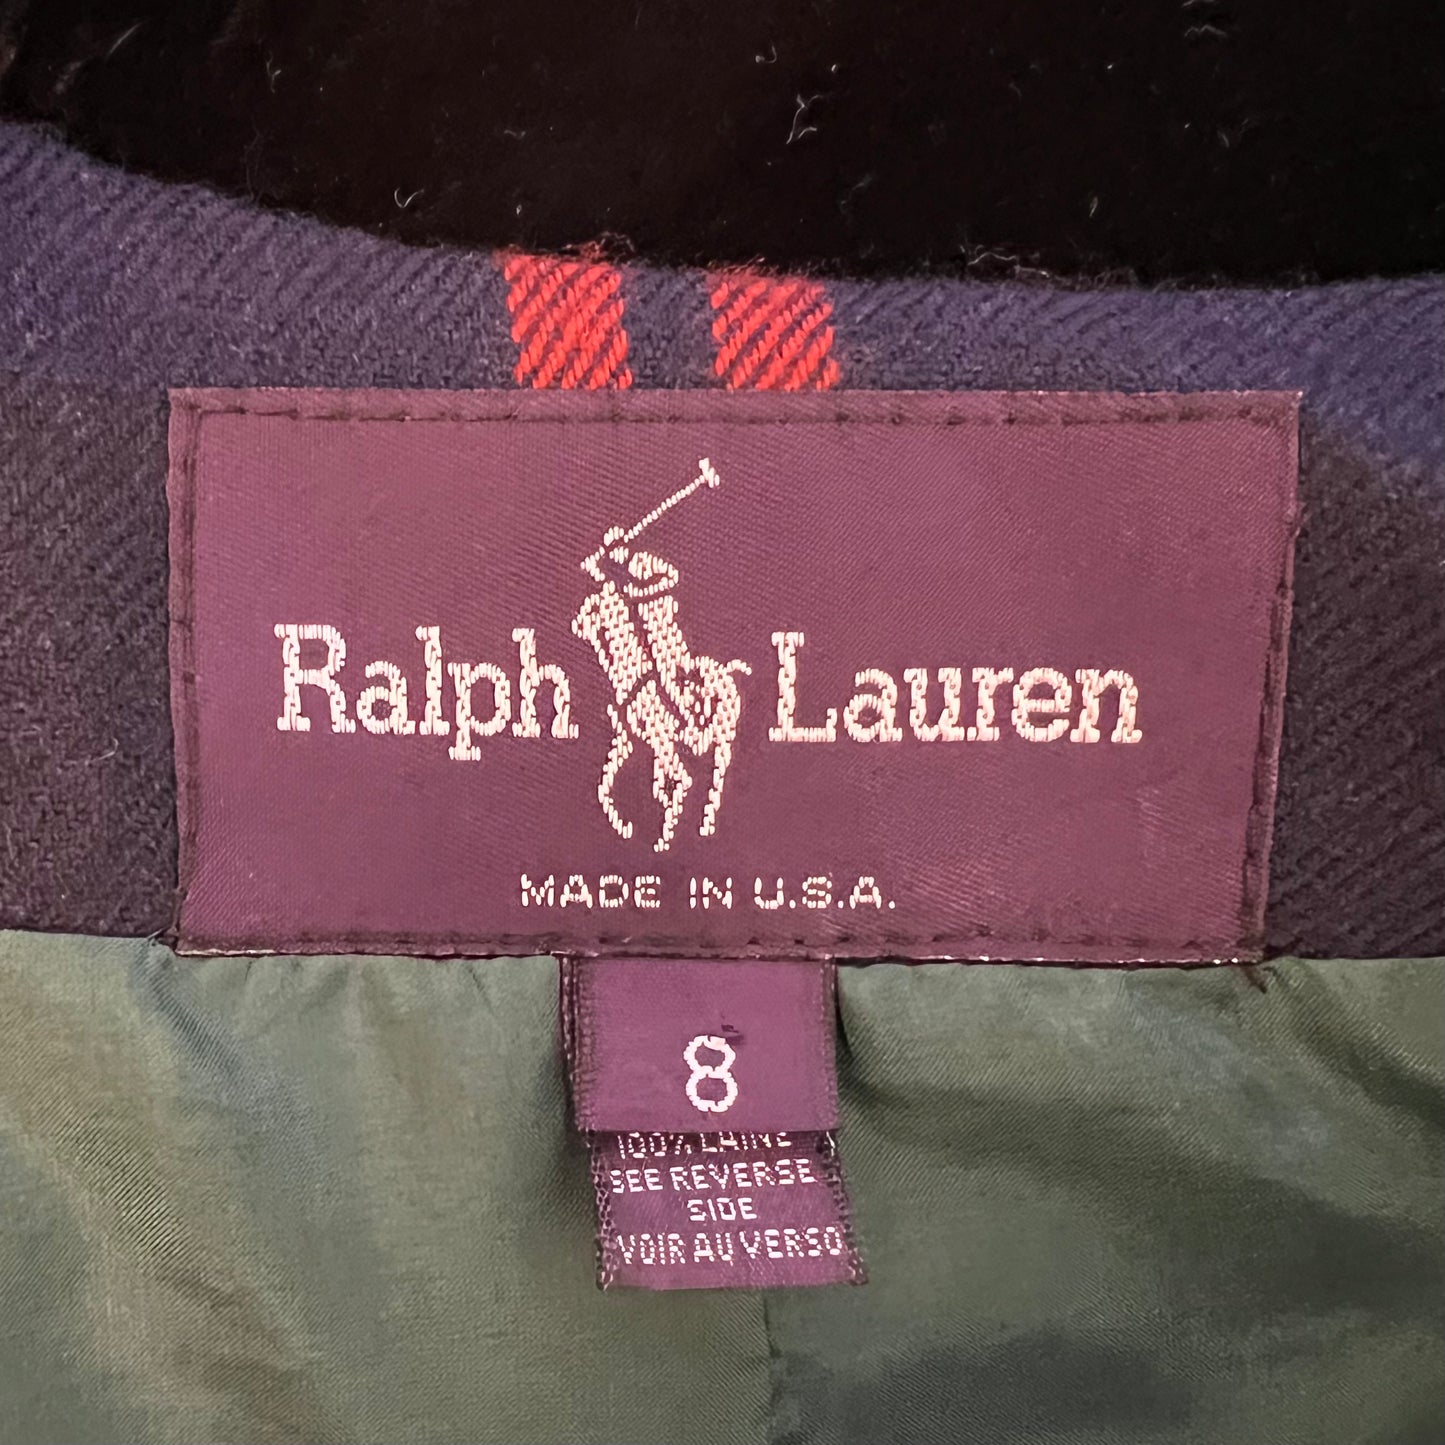 Ralph Lauren
MADE IN U.S.A.
8
100% LAINE
SEE REVERSE
SIDE
VOIR AU VERSO